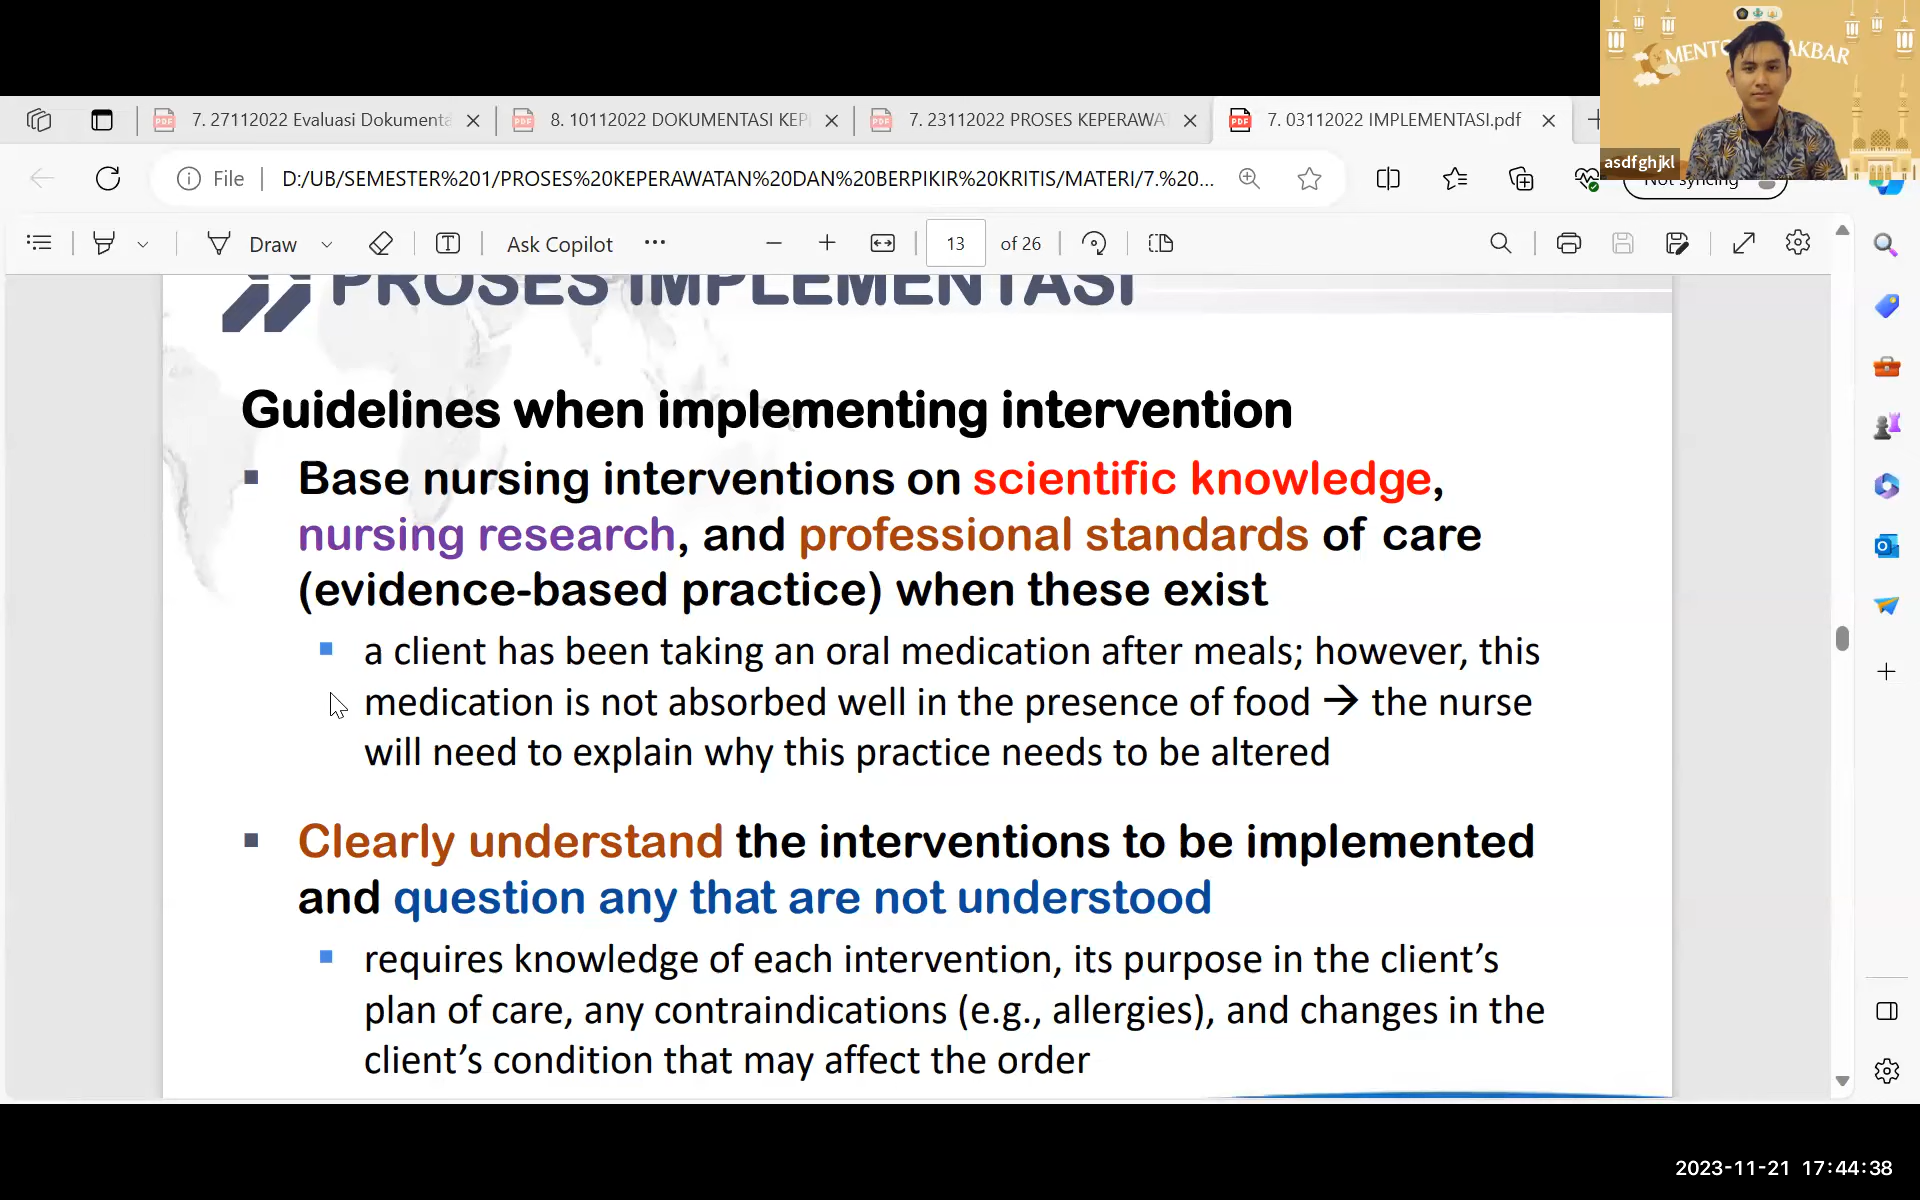 MENTO AKBAR
asdfghjkl
7. 27112022 Evaluasi Dokumenta
8. 10112022 DOKUMENTASI KEP
7. 23112022 PROSES KEPERAWA
7. 03112022 IMPLEMENTASI.pdf
File
D:/UB/SEMESTER%201/PROSES%20KEPERAWATAN%20DAN%20BERPIKIR%20KRITIS/MATERI/7.%20...
Not syncing
Draw
Ask Copilot
13
of 26
PROSES IMPLEMENTASI
Guidelines when implementing intervention
Base nursing interventions on scientific knowledge,
nursing research, and professional standards of care
(evidence-based practice) when these exist
a client has been taking an oral medication after meals; however, this
medication is not absorbed well in the presence of food → the nurse
will need to explain why this practice needs to be altered
Clearly understand the interventions to be implemented
and question any that are not understood
requires knowledge of each intervention, its purpose in the client’s
plan of care, any contraindications (e.g., allergies), and changes in the
client’s condition that may affect the order
2023-11-21 17:44:38